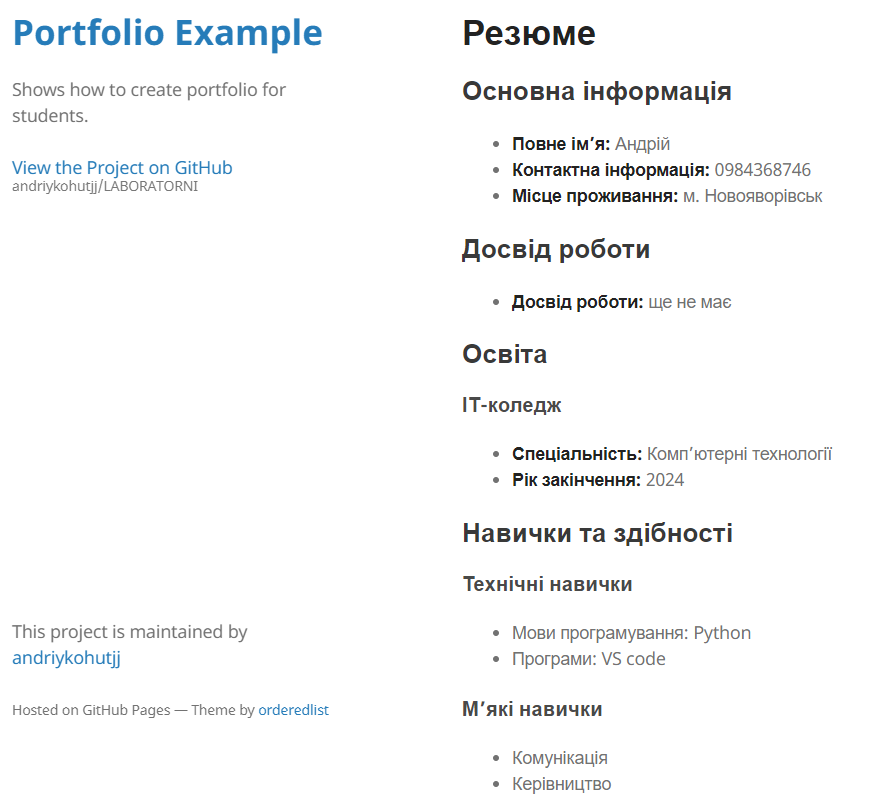 Portfolio Example
Shows how to create portfolio for
students.
View the Project on GitHub
andriykohutjj/LABORATORNI
This project is maintained by
andriykohutjj
Hosted on GitHub Pages — Theme by orderedlist
Резюме
Основна інформація
Повне ім’я: Андрій
Контактна інформація: 0984368746
Місце проживання: м. Новояворівськ
Досвід роботи
Досвід роботи: ще не має
Освіта
ІТ-коледж
Спеціальність: Комп’ютерні технології
Рік закінчення: 2024
Навички та здібності
Технічні навички
Мови програмування: Python
Програми: VS code
М’які навички
Комунікація
Керівництво